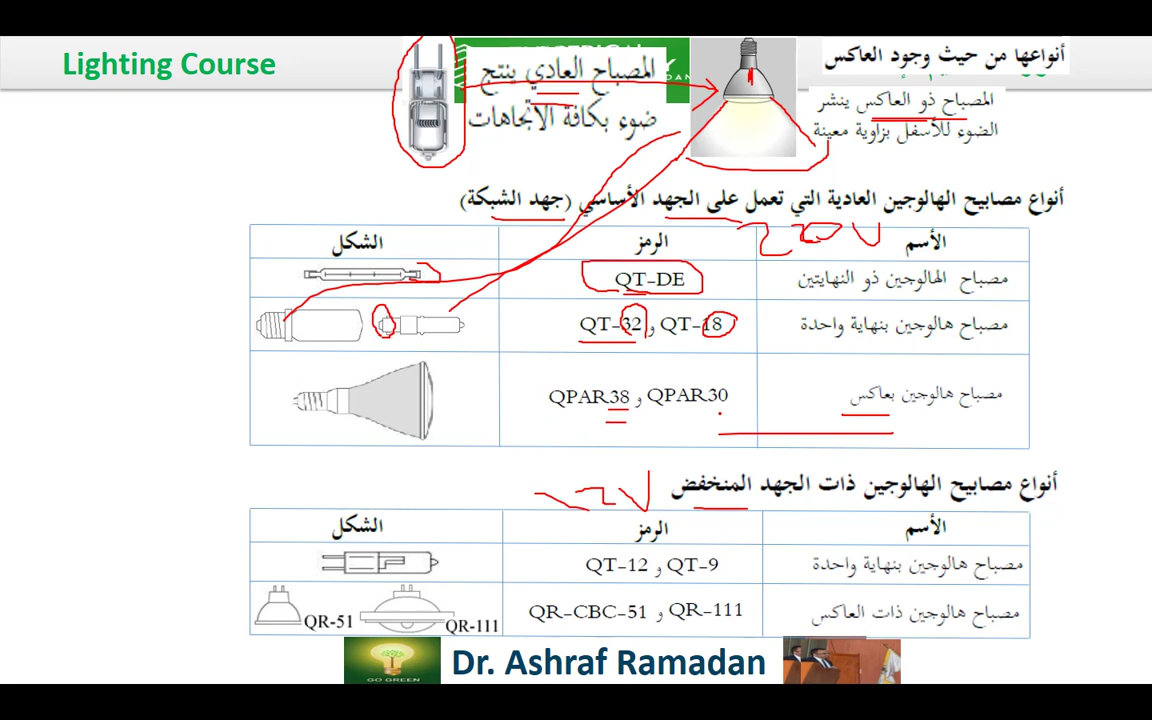 Lighting Course
أنواعها من حيث وجود العاكس
المصباح ذو العاكس ينشر
الضوء للأسفل بزاوية معينة
المصباح العادي ينتج
ضوء بكافة الاتجاهات
أنواع مصابيح الهالوجين العادية التي تعمل على الجهد الأساسي (جهد الشبكة)
220V
الأسم الرمز الشكل
مصباح الهالوجين ذو النهايتين QT-DE
مصباح هالوجين بنهاية واحدة QT-18 و QT-32
مصباح هالوجين بعاكس QPAR30 و QPAR38
أنواع مصابيح الهالوجين ذات الجهد المنخفض
12V
الأسم الرمز الشكل
مصباح هالوجين بنهاية واحدة QT-9 و QT-12
مصباح هالوجين ذات العاكس QR-111 و QR-CBC-51
QR-51 QR-111
GO GREEN
Dr. Ashraf Ramadan